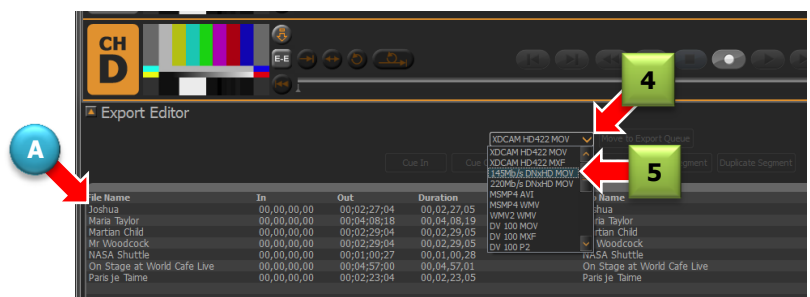 CH
D
E-E
4
Export Editor
XDCAM HD422 MOV
Move to Export Queue
A
XDCAM HD422 MOV
XDCAM HD422 MXF
145Mb/s DNxHD MOV
220Mb/s DNxHD MOV
MSMP4 AVI
MSMP4 WMV
WMV2 WMV
DV 100 MOV
DV 100 MXF
DV 100 P2
5
Cue In
Cue
Duplicate Segment
File Name In Out Duration Name
Joshua 00,00,00,00 00;02;27;04 00,02,27,05
Maria Taylor 00,00,00,00 00;04;08;18 00,04,08,19 Taylor
Martian Child 00,00,00,00 00;02;29;04 00,02,29,05 Child
Mr Woodcock 00,00,00,00 00;02;29;04 00,02,29,05 Woodcock
NASA Shuttle 00,00,00,00 00;01;00;27 00,01,00,28 NASA Shuttle
On Stage at World Cafe Live 00,00,00,00 00;04;57;00 00,04,57,01 On Stage at World Cafe Live
Paris je Taime 00,00,00,00 00;02;23;04 00,02,23,05 Paris je Taime